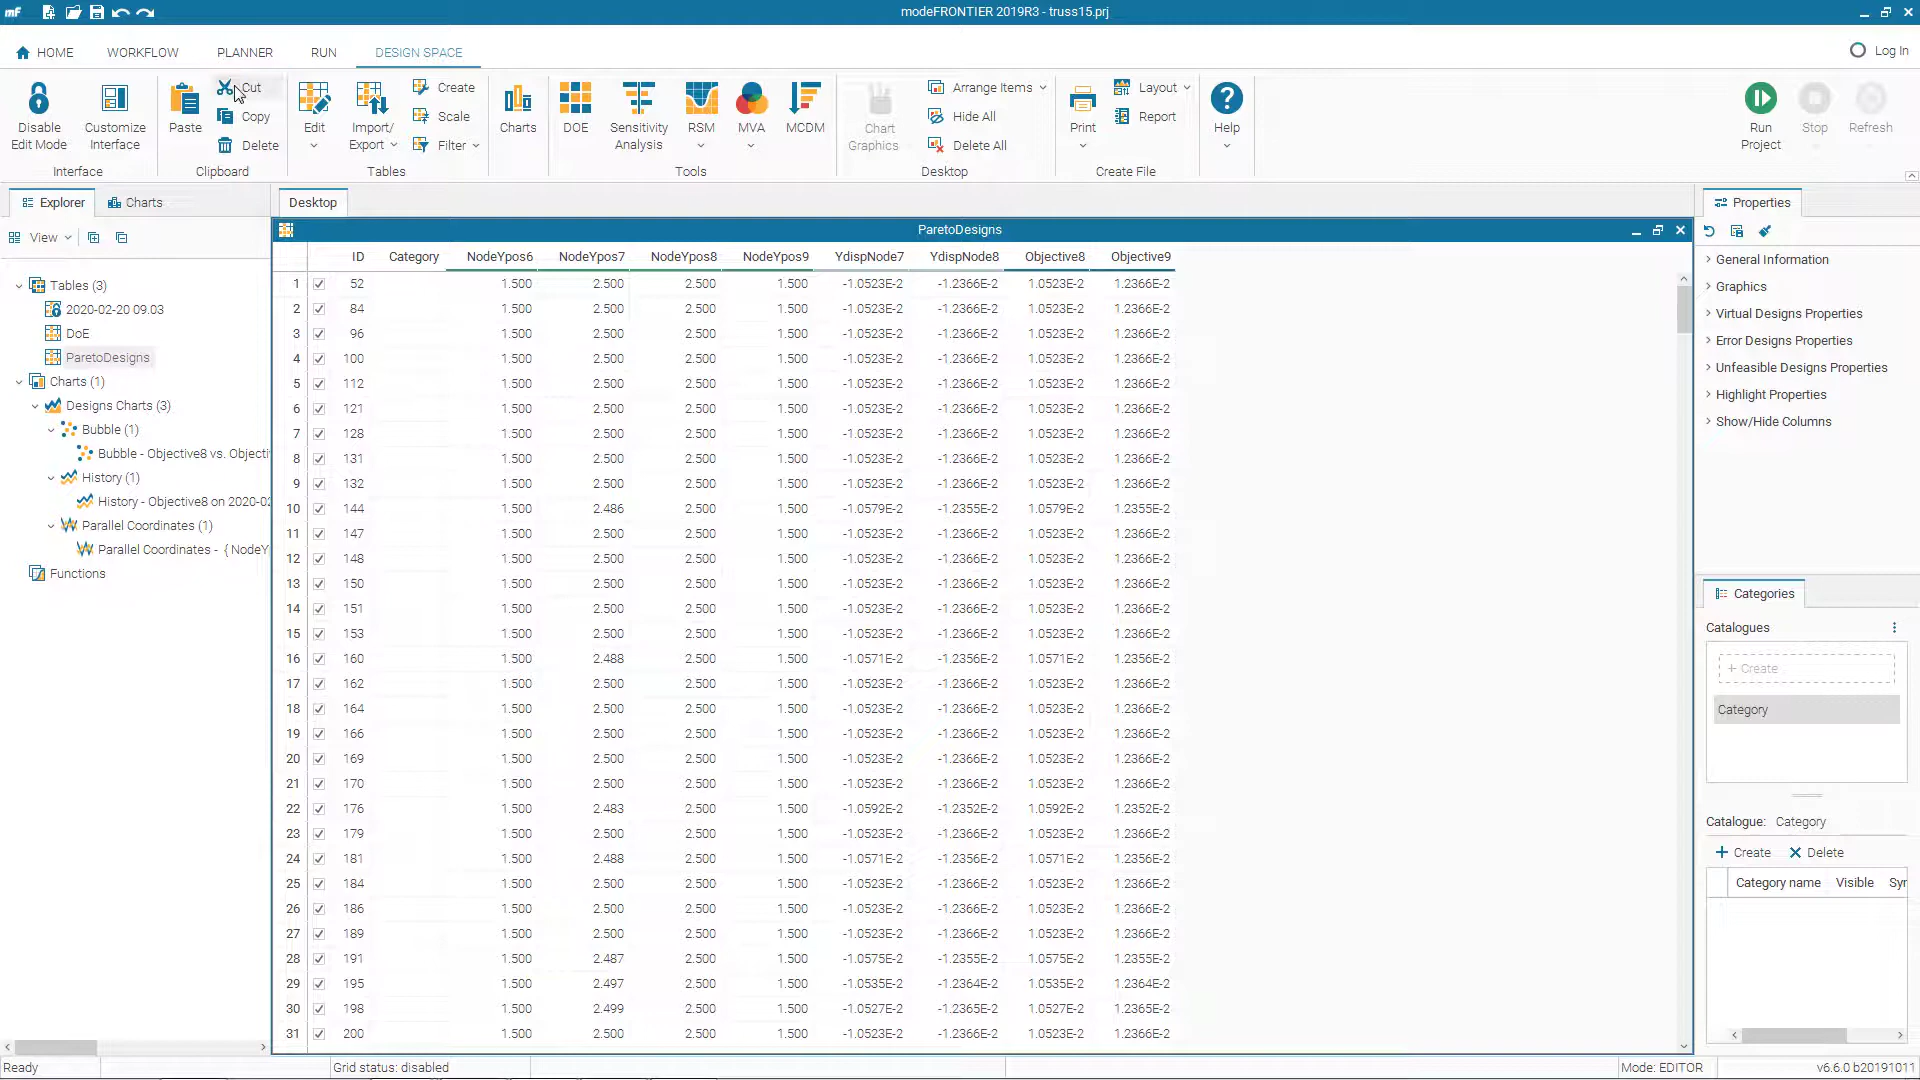 mF
modeFRONTIER 2019R3 - truss15.prj
HOME WORKFLOW PLANNER RUN DESIGN SPACE Log In
Disable Edit Mode
Customize Interface
Interface
Paste
Cut
Copy
Delete
Clipboard
Edit
Import/ Export
Create
Scale
Filter
Tables
Charts
DOE
Sensitivity Analysis
RSM
MVA
MCDM
Tools
Chart Graphics
Arrange Items
Hide All
Delete All
Desktop
Print
Layout
Report
Create File
Help
Run Project
Stop
Refresh
Explorer Charts
View
Tables (3)
2020-02-20 09.03
DoE
ParetoDesigns
Charts (1)
Designs Charts (3)
Bubble (1)
Bubble - Objective8 vs. Objecti
History (1)
History - Objective8 on 2020-02
Parallel Coordinates (1)
Parallel Coordinates - {NodeY
Functions
Desktop
ParetoDesigns
ID Category NodeYpos6 NodeYpos7 NodeYpos8 NodeYpos9 YdispNode7 YdispNode8 Objective8 Objective9
1 52 1.500 2.500 2.500 1.500 -1.0523E-2 -1.2366E-2 1.0523E-2 1.2366E-2
2 84 1.500 2.500 2.500 1.500 -1.0523E-2 -1.2366E-2 1.0523E-2 1.2366E-2
3 96 1.500 2.500 2.500 1.500 -1.0523E-2 -1.2366E-2 1.0523E-2 1.2366E-2
4 100 1.500 2.500 2.500 1.500 -1.0523E-2 -1.2366E-2 1.0523E-2 1.2366E-2
5 112 1.500 2.500 2.500 1.500 -1.0523E-2 -1.2366E-2 1.0523E-2 1.2366E-2
6 121 1.500 2.500 2.500 1.500 -1.0523E-2 -1.2366E-2 1.0523E-2 1.2366E-2
7 128 1.500 2.500 2.500 1.500 -1.0523E-2 -1.2366E-2 1.0523E-2 1.2366E-2
8 131 1.500 2.500 2.500 1.500 -1.0523E-2 -1.2366E-2 1.0523E-2 1.2366E-2
9 132 1.500 2.500 2.500 1.500 -1.0523E-2 -1.2366E-2 1.0523E-2 1.2366E-2
10 144 1.500 2.486 2.500 1.500 -1.0579E-2 -1.2355E-2 1.0579E-2 1.2355E-2
11 147 1.500 2.500 2.500 1.500 -1.0523E-2 -1.2366E-2 1.0523E-2 1.2366E-2
12 148 1.500 2.500 2.500 1.500 -1.0523E-2 -1.2366E-2 1.0523E-2 1.2366E-2
13 150 1.500 2.500 2.500 1.500 -1.0523E-2 -1.2366E-2 1.0523E-2 1.2366E-2
14 151 1.500 2.500 2.500 1.500 -1.0523E-2 -1.2366E-2 1.0523E-2 1.2366E-2
15 153 1.500 2.500 2.500 1.500 -1.0523E-2 -1.2366E-2 1.0523E-2 1.2366E-2
16 160 1.500 2.488 2.500 1.500 -1.0571E-2 -1.2356E-2 1.0571E-2 1.2356E-2
17 162 1.500 2.500 2.500 1.500 -1.0523E-2 -1.2366E-2 1.0523E-2 1.2366E-2
18 164 1.500 2.500 2.500 1.500 -1.0523E-2 -1.2366E-2 1.0523E-2 1.2366E-2
19 166 1.500 2.500 2.500 1.500 -1.0523E-2 -1.2366E-2 1.0523E-2 1.2366E-2
20 169 1.500 2.500 2.500 1.500 -1.0523E-2 -1.2366E-2 1.0523E-2 1.2366E-2
21 170 1.500 2.500 2.500 1.500 -1.0523E-2 -1.2366E-2 1.0523E-2 1.2366E-2
22 176 1.500 2.483 2.500 1.500 -1.0592E-2 -1.2352E-2 1.0592E-2 1.2352E-2
23 179 1.500 2.500 2.500 1.500 -1.0523E-2 -1.2366E-2 1.0523E-2 1.2366E-2
24 181 1.500 2.488 2.500 1.500 -1.0571E-2 -1.2356E-2 1.0571E-2 1.2356E-2
25 184 1.500 2.500 2.500 1.500 -1.0523E-2 -1.2366E-2 1.0523E-2 1.2366E-2
26 186 1.500 2.500 2.500 1.500 -1.0523E-2 -1.2366E-2 1.0523E-2 1.2366E-2
27 189 1.500 2.500 2.500 1.500 -1.0523E-2 -1.2366E-2 1.0523E-2 1.2366E-2
28 191 1.500 2.487 2.500 1.500 -1.0575E-2 -1.2355E-2 1.0575E-2 1.2355E-2
29 195 1.500 2.497 2.500 1.500 -1.0535E-2 -1.2364E-2 1.0535E-2 1.2364E-2
30 198 1.500 2.499 2.500 1.500 -1.0527E-2 -1.2365E-2 1.0527E-2 1.2365E-2
31 200 1.500 2.500 2.500 1.500 -1.0523E-2 -1.2366E-2 1.0523E-2 1.2366E-2
Properties
General Information
Graphics
Virtual Designs Properties
Error Designs Properties
Unfeasible Designs Properties
Highlight Properties
Show/Hide Columns
Categories
Catalogues
+ Create
Category
Catalogue: Category
Create Delete
Category name Visible Syr
Ready Grid status: disabled Mode: EDITOR v6.6.0 b20191011